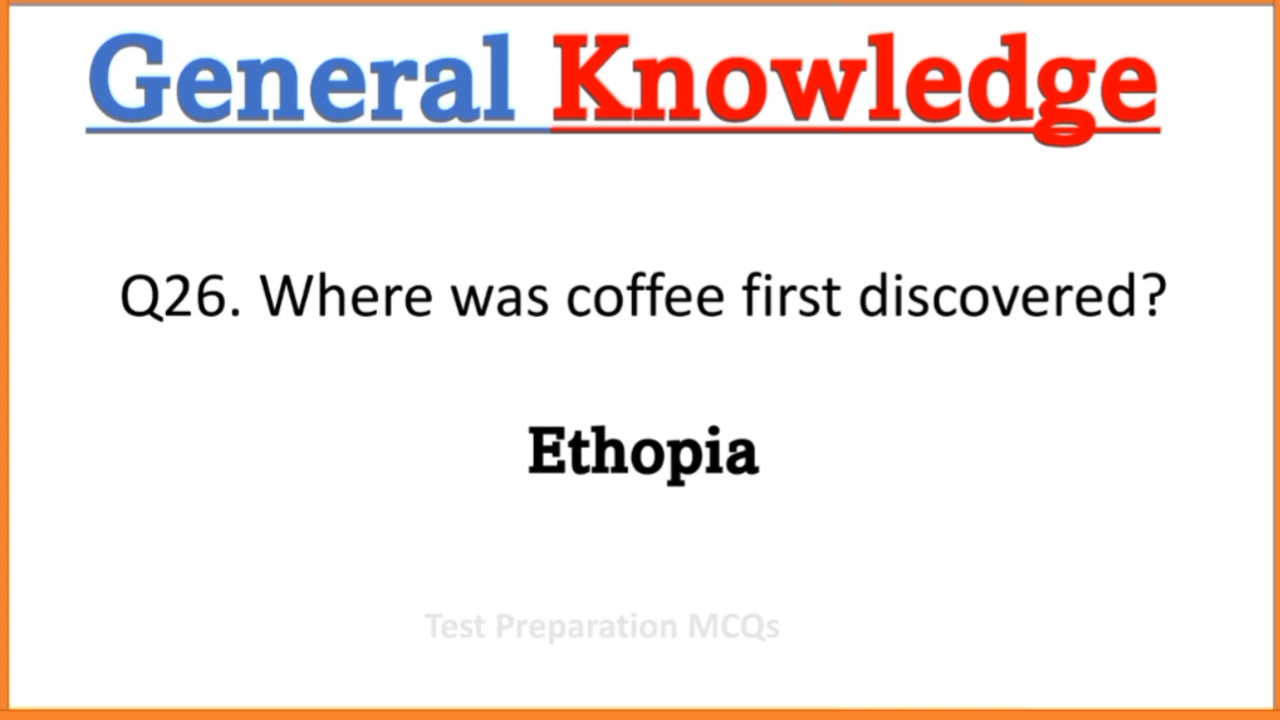 General Knowledge
Q26. Where was coffee first discovered?
Ethopia
Test Preparation MCQs